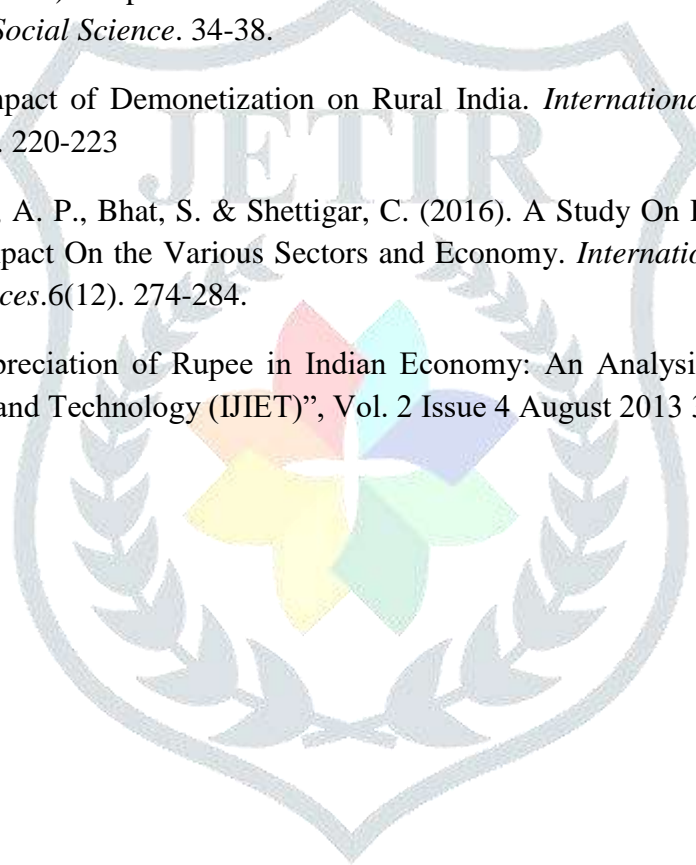 Social Science. 34-38.
mpact of Demonetization on Rural India. Internationa
. 220-223
JETIR
, A. P., Bhat, S. & Shettigar, C. (2016). A Study On
mpact On the Various Sectors and Economy. Internatio
ces.6(12). 274-284.
preciation of Rupee in Indian Economy: An Analysi
and Technology (IJIET)”, Vol. 2 Issue 4 August 2013 3